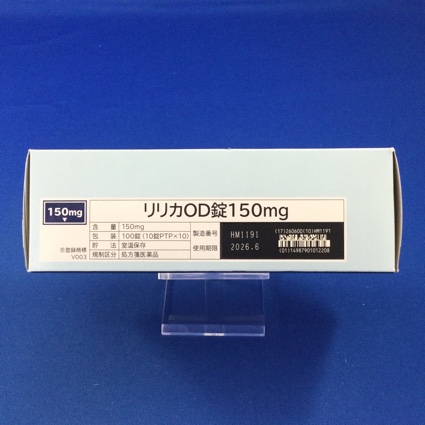 150mg
リリカOD錠150mg
含 量 150mg
包 装 100錠(10錠PTP×10)
貯 法 室温保存
規制区分 処方箋医薬品
製造番号 HM1191
使用期限 2026.6
(17)260600(10)HM1191
(01)14987901012208
®登録商標
V003